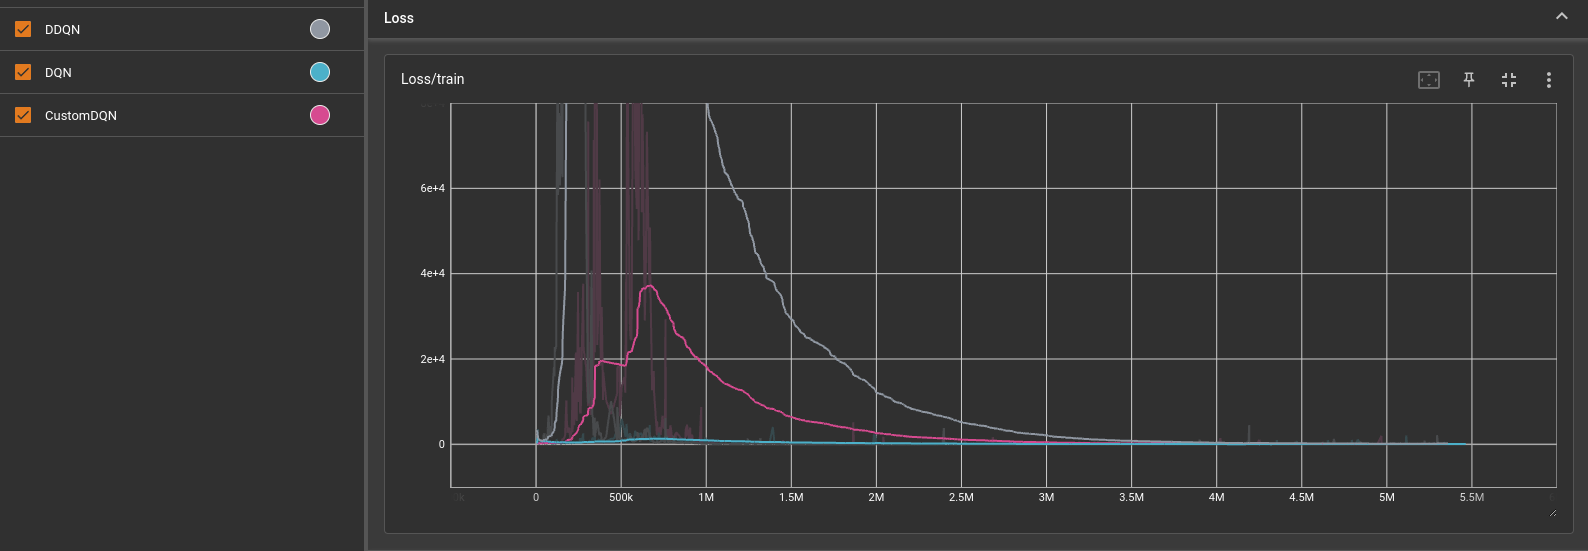 DDQN
DQN
CustomDQN
Loss
Loss/train
6e+4
4e+4
2e+4
0
0
500k
1M
1.5M
2M
2.5M
3M
3.5M
4M
4.5M
5M
5.5M